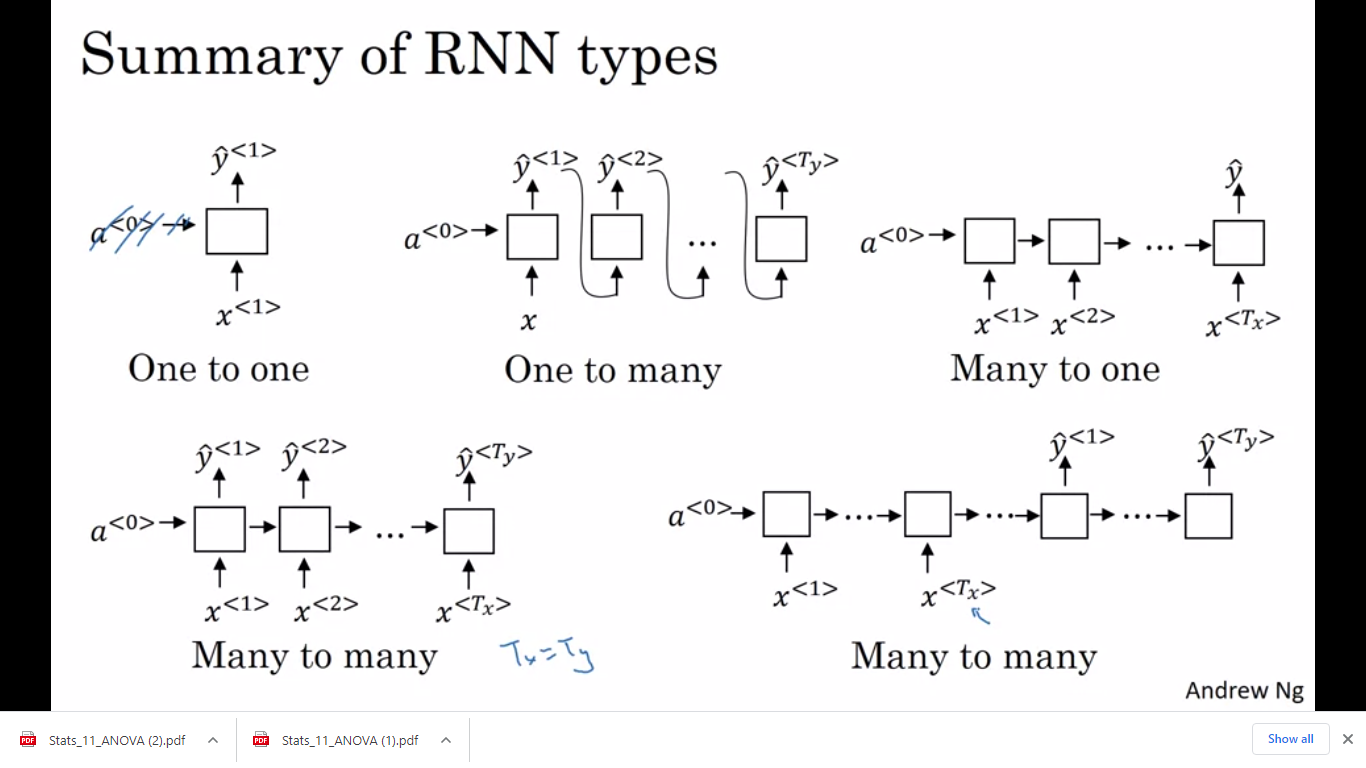 Summary of RNN types
ŷ<1>
a<0>
x<1>
One to one
ŷ<1> ŷ<2> ŷ<Ty>
a<0> ...
x
One to many
ŷ
a<0> ...
x<1> x<2> x<Tx>
Many to one
ŷ<1> ŷ<2> ŷ<Ty>
a<0> ...
x<1> x<2> x<Tx>
Many to many Tx=Ty
ŷ<1> ŷ<Ty>
a<0> ... ... ...
x<1> x<Tx>
Many to many
Andrew Ng
PDF Stats_11_ANOVA (2).pdf PDF Stats_11_ANOVA (1).pdf Show all